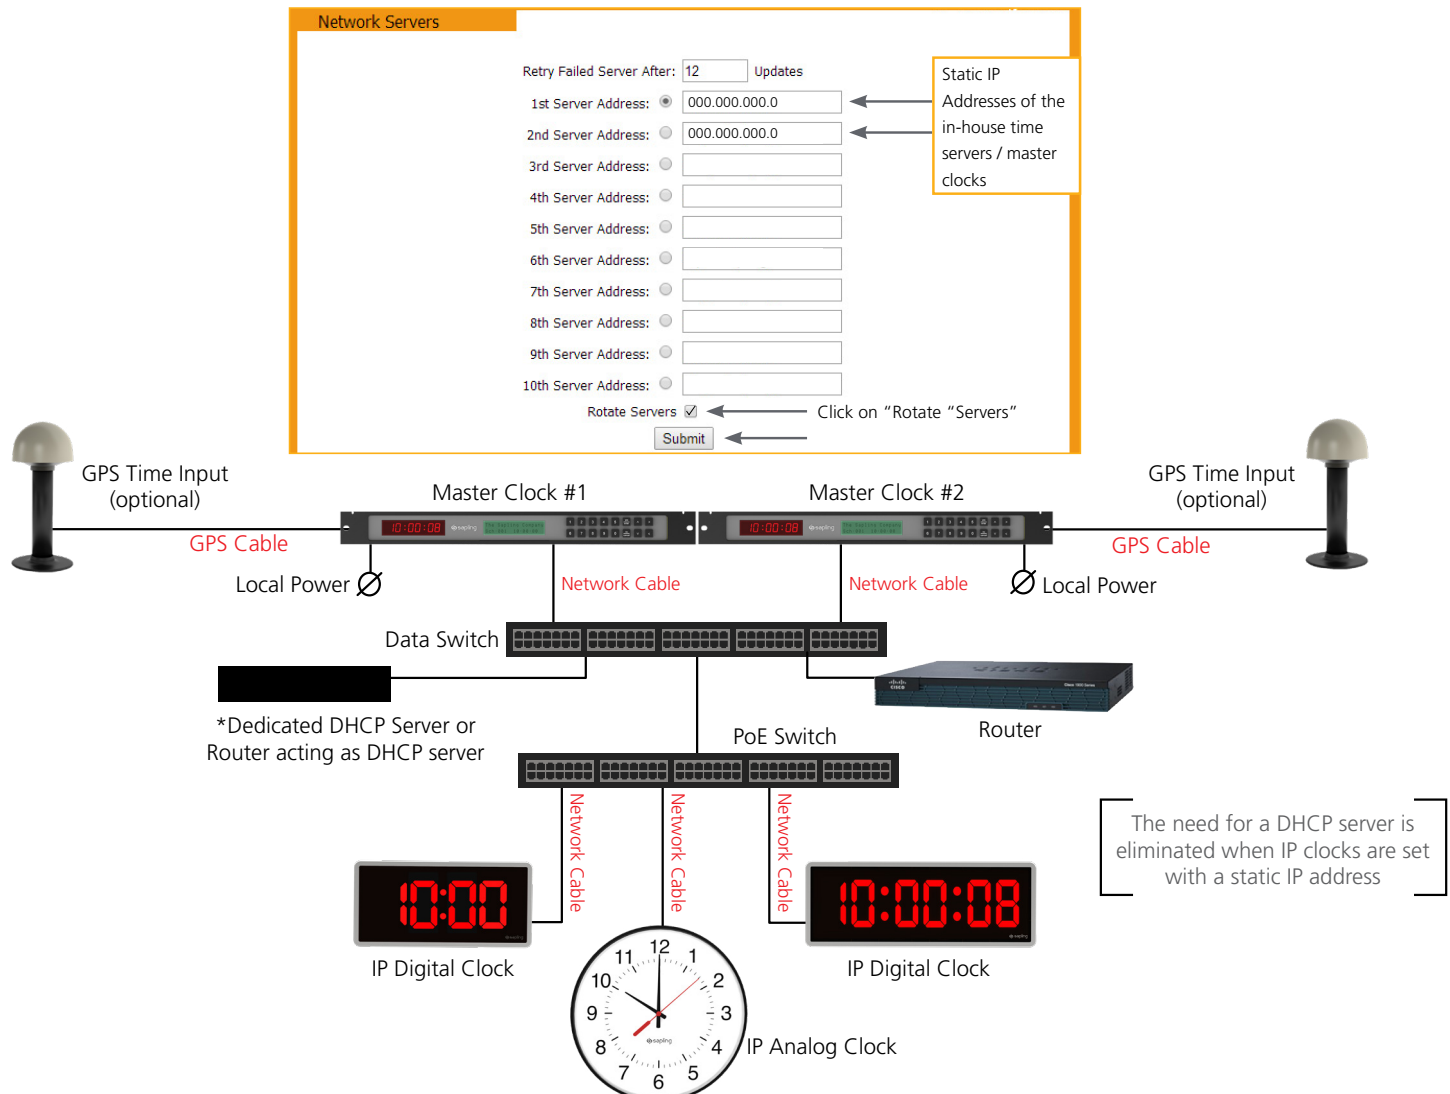 Network Servers
Retry Failed Server After: 12 Updates
1st Server Address: 000.000.000.0
2nd Server Address: 000.000.000.0
3rd Server Address:
4th Server Address:
5th Server Address:
6th Server Address:
7th Server Address:
8th Server Address:
9th Server Address:
10th Server Address:
Rotate Servers
Click on “Rotate “Servers”
Submit
Static IP
Addresses of the
in-house time
servers / master
clocks
GPS Time Input
(optional)
GPS Cable
Master Clock #1
Master Clock #2
GPS Time Input
(optional)
GPS Cable
10:00:08
sapling
10:00:08
sapling
Local Power
Network Cable
Network Cable
Local Power
Data Switch
*Dedicated DHCP Server or
Router acting as DHCP server
CISCO
Router
PoE Switch
Network Cable
Network Cable
Network Cable
The need for a DHCP server is
eliminated when IP clocks are set
with a static IP address
10:00
sapling
IP Digital Clock
10:00:08
sapling
IP Digital Clock
12
1
2
3
4
5
6
7
8
9
10
11
sapling
IP Analog Clock